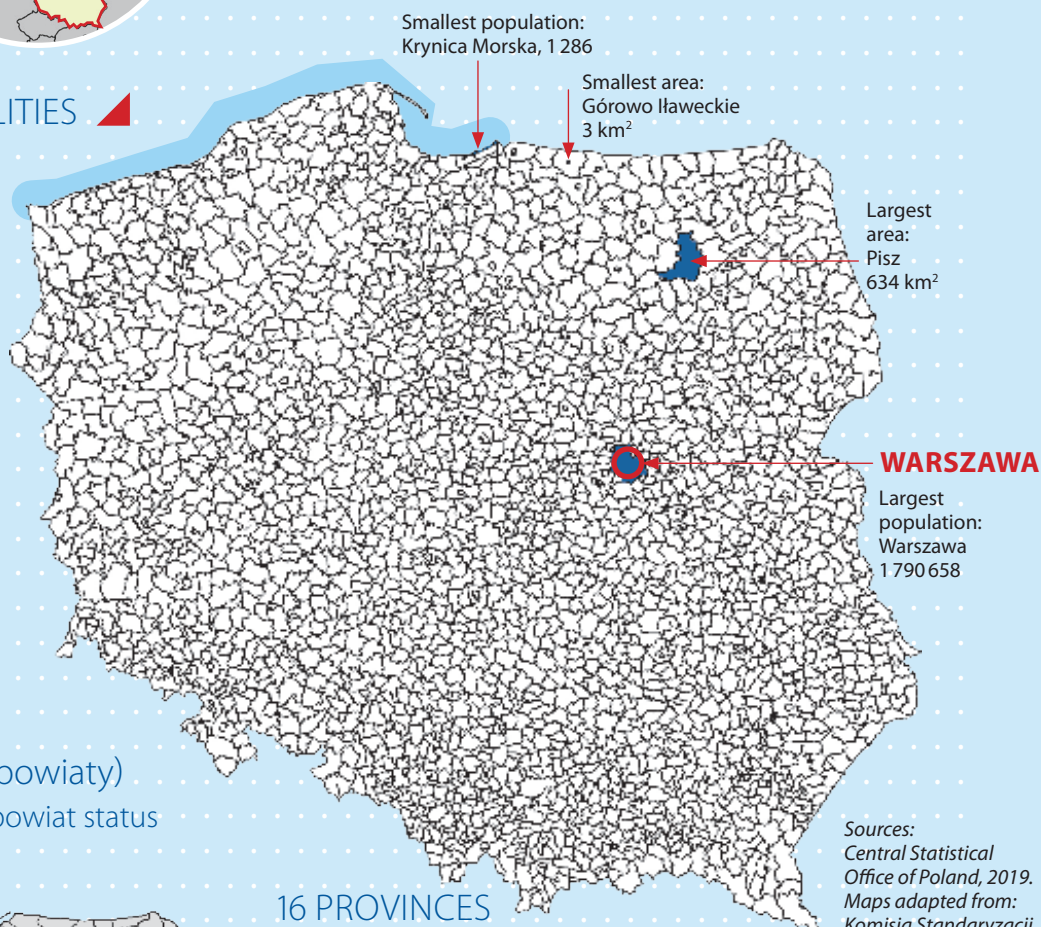 Smallest population:
Krynica Morska, 1 286
Smallest area:
Górowo Iławeckie
3 km²
LITIES
Largest
area:
Pisz
634 km²
WARSZAWA
Largest
population:
Warszawa
1 790 658
powiaty)
powiat status
16 PROVINCES
Sources:
Central Statistical
Office of Poland, 2019.
Maps adapted from:
Komisja Standaryzacji